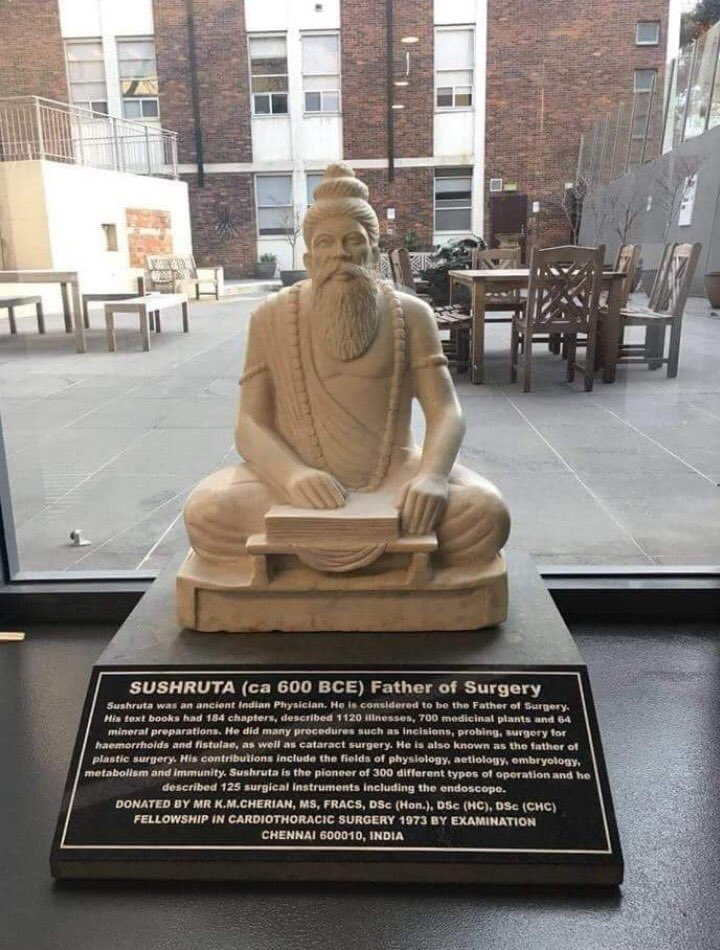 SUSHRUTA (ca 600 BCE) Father of Surgery
Sushruta was an ancient Indian Physician. He is considered to be the Father of Surgery.
His text books had 184 chapters, described 1120 illnesses, 700 medicinal plants and 64
mineral preparations. He did many procedures such as incisions, probing, surgery for
haemorrhoids and fistulae, as well as cataract surgery. He is also known as the father of
plastic surgery. His contributions include the fields of physiology, aetiology, embryology,
metabolism and immunity. Sushruta is the pioneer of 300 different types of operation and he
described 125 surgical instruments including the endoscope.
DONATED BY MR K.M.CHERIAN, MS, FRACS, DSc (Hon.), DSc (HC), DSc (CHC)
FELLOWSHIP IN CARDIOTHORACIC SURGERY 1973 BY EXAMINATION
CHENNAI 600010, INDIA